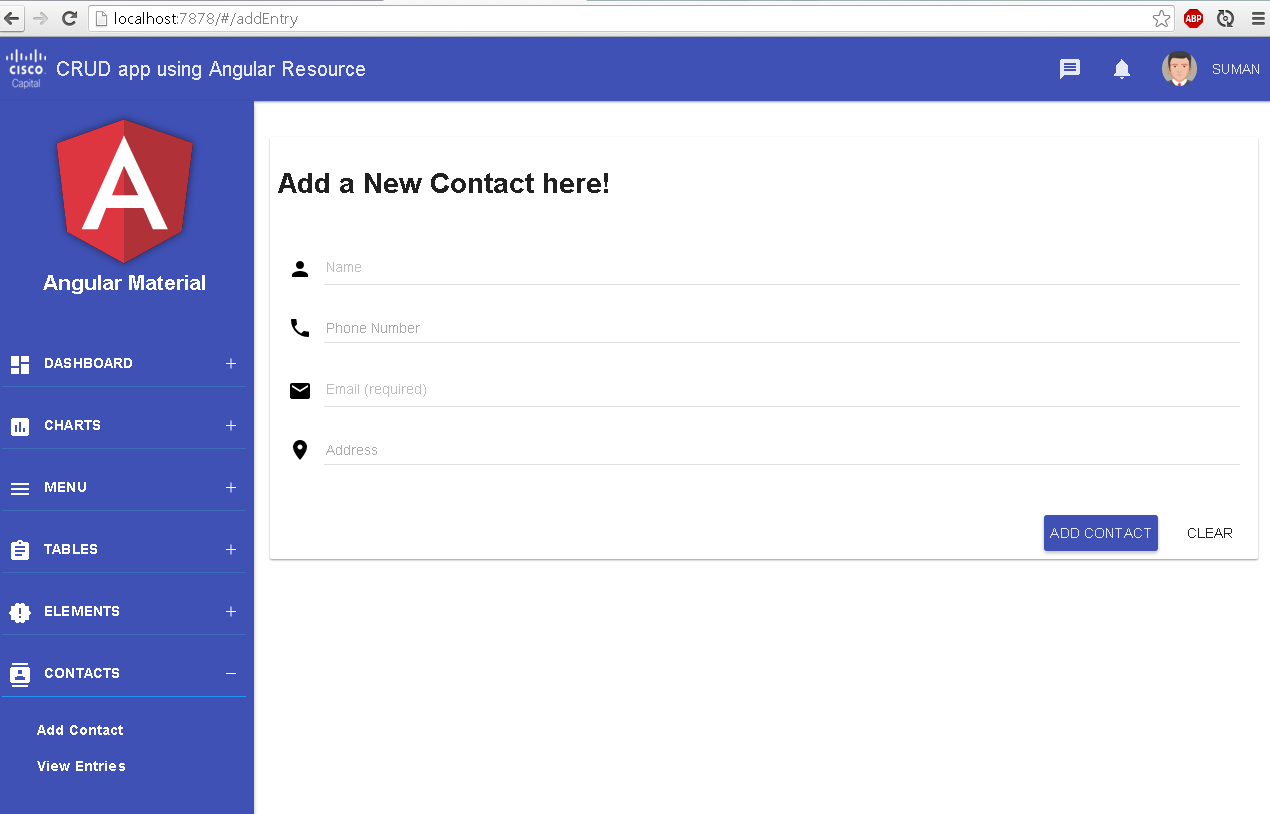 localhost:7878/#/addEntry
ABP
cisco
Capital
CRUD app using Angular Resource
SUMAN
Angular Material
DASHBOARD
CHARTS
MENU
TABLES
ELEMENTS
CONTACTS
Add Contact
View Entries
Add a New Contact here!
Name
Phone Number
Email (required)
Address
ADD CONTACT CLEAR